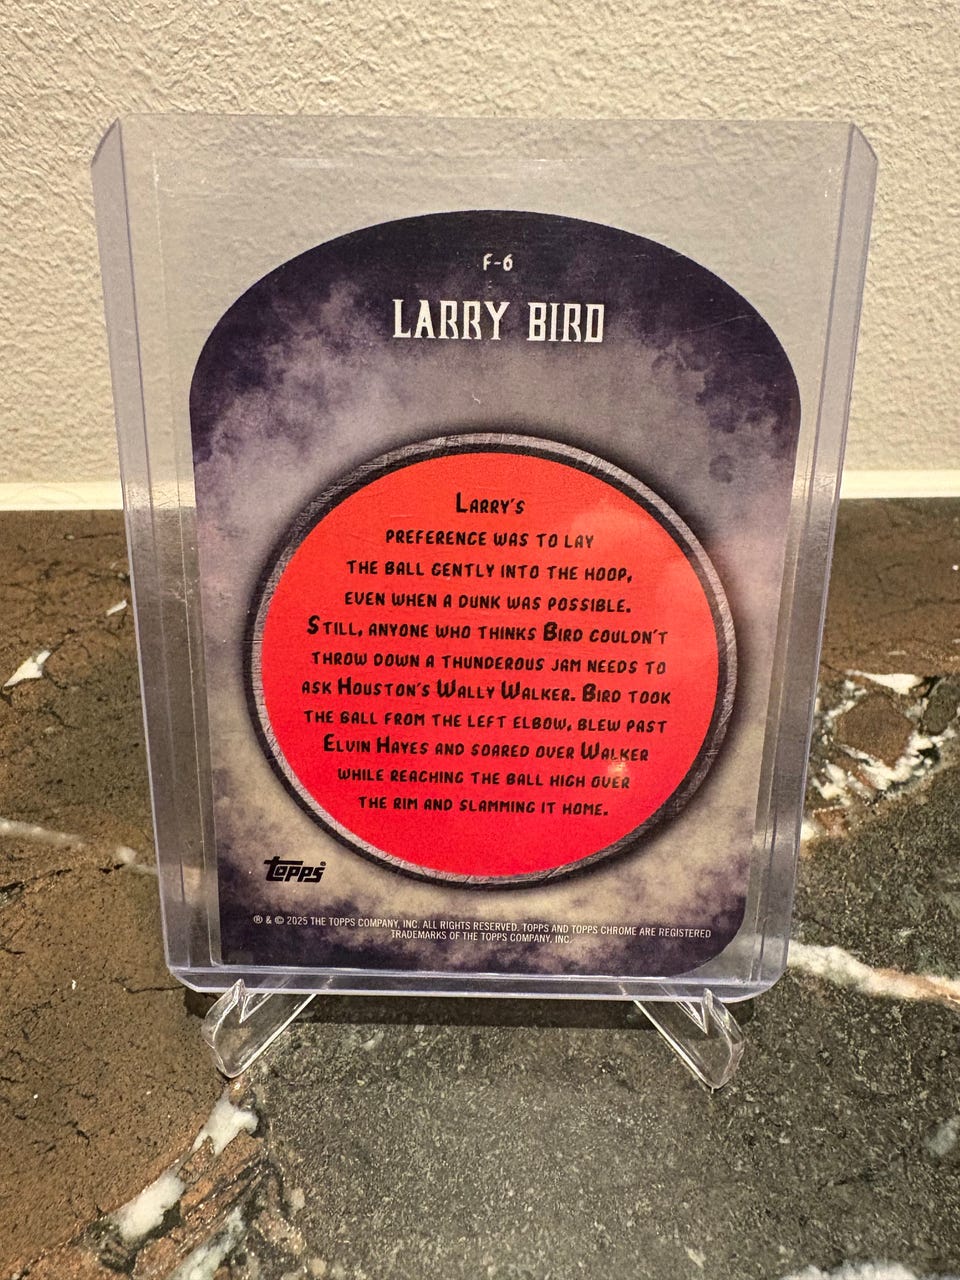 F-6
LARRY BIRD
LARRY'S
PREFERENCE WAS TO LAY
THE BALL GENTLY INTO THE HOOP,
EVEN WHEN A DUNK WAS POSSIBLE.
STILL, ANYONE WHO THINKS BIRD COULDN'T
THROW DOWN A THUNDEROUS JAM NEEDS TO
ASK HOUSTON'S WALLY WALKER. BIRD TOOK
THE BALL FROM THE LEFT ELBOW, BLEW PAST
ELVIN HAYES AND SOARED OVER WALKER
WHILE REACHING THE BALL HIGH OVER
THE RIM AND SLAMMING IT HOME.
topps
® & © 2025 THE TOPPS COMPANY, INC. ALL RIGHTS RESERVED. TOPPS AND TOPPS CHROME ARE REGISTERED
TRADEMARKS OF THE TOPPS COMPANY, INC.